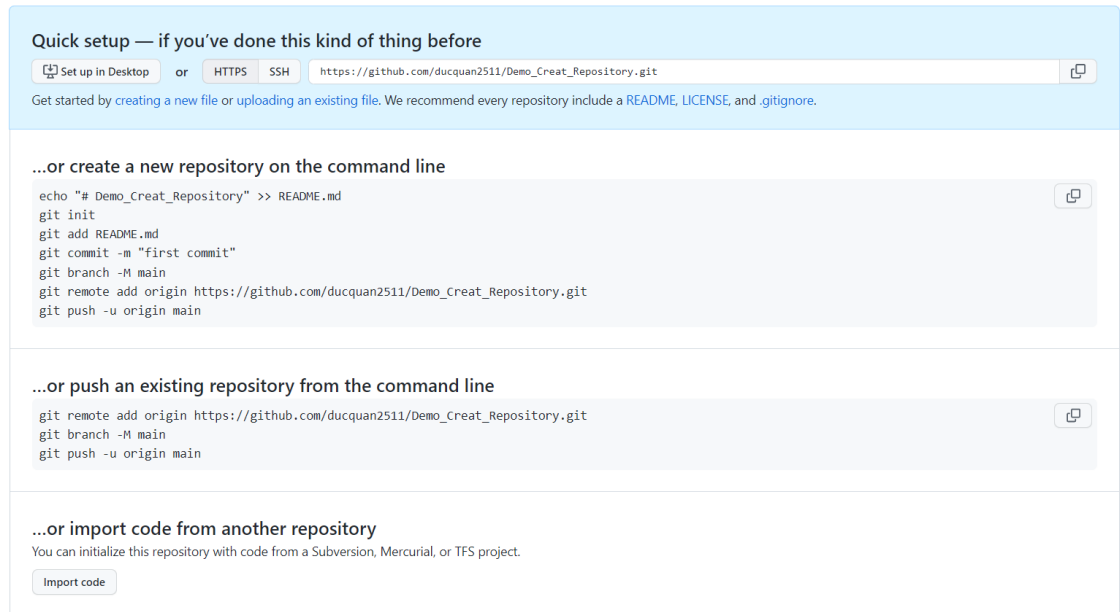 Quick setup — if you’ve done this kind of thing before
Set up in Desktop or HTTPS SSH https://github.com/ducquan2511/Demo_Creat_Repository.git
Get started by creating a new file or uploading an existing file. We recommend every repository include a README, LICENSE, and .gitignore.
…or create a new repository on the command line
echo "# Demo_Creat_Repository" >> README.md
git init
git add README.md
git commit -m "first commit"
git branch -M main
git remote add origin https://github.com/ducquan2511/Demo_Creat_Repository.git
git push -u origin main
…or push an existing repository from the command line
git remote add origin https://github.com/ducquan2511/Demo_Creat_Repository.git
git branch -M main
git push -u origin main
…or import code from another repository
You can initialize this repository with code from a Subversion, Mercurial, or TFS project.
Import code